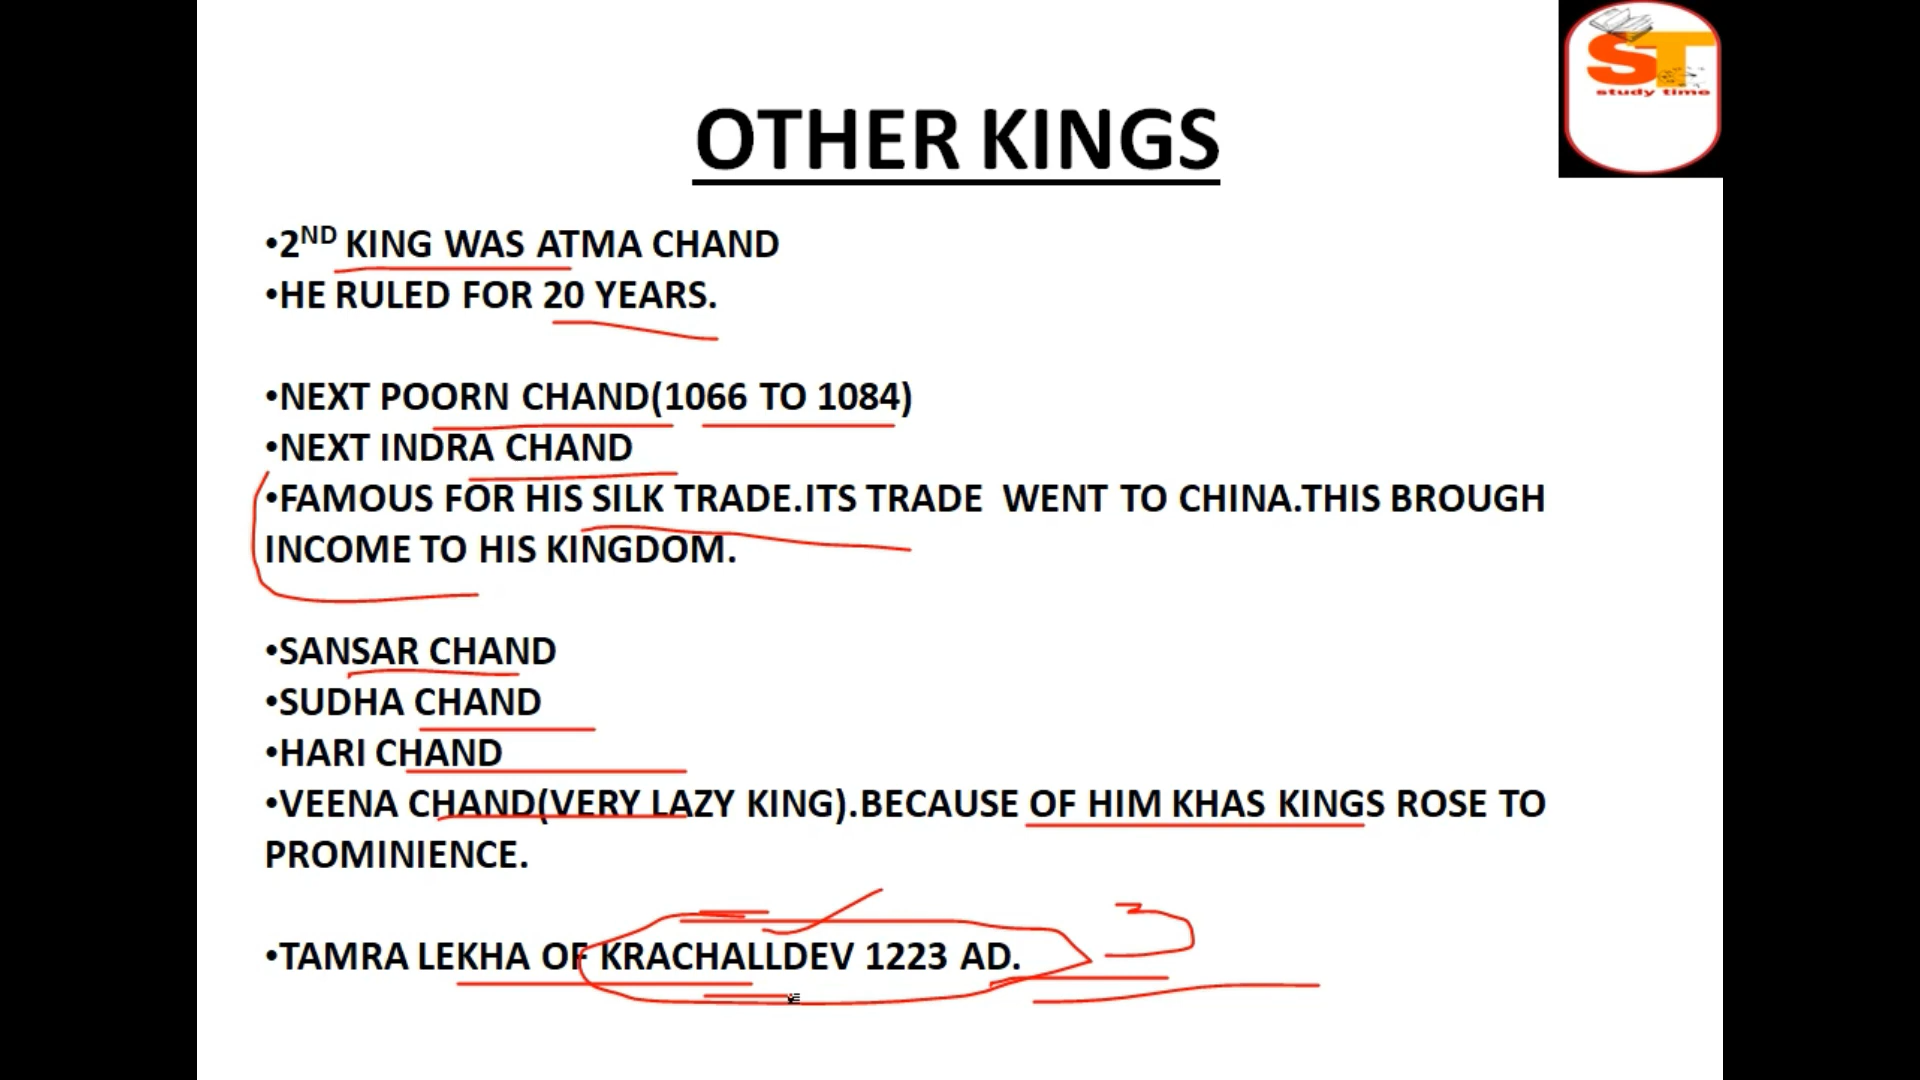 ST
study time
OTHER KINGS
•2ND KING WAS ATMA CHAND
•HE RULED FOR 20 YEARS.
•NEXT POORN CHAND(1066 TO 1084)
•NEXT INDRA CHAND
•FAMOUS FOR HIS SILK TRADE.ITS TRADE WENT TO CHINA.THIS BROUGH
INCOME TO HIS KINGDOM.
•SANSAR CHAND
•SUDHA CHAND
•HARI CHAND
•VEENA CHAND(VERY LAZY KING).BECAUSE OF HIM KHAS KINGS ROSE TO
PROMINIENCE.
•TAMRA LEKHA OF KRACHALLDEV 1223 AD.